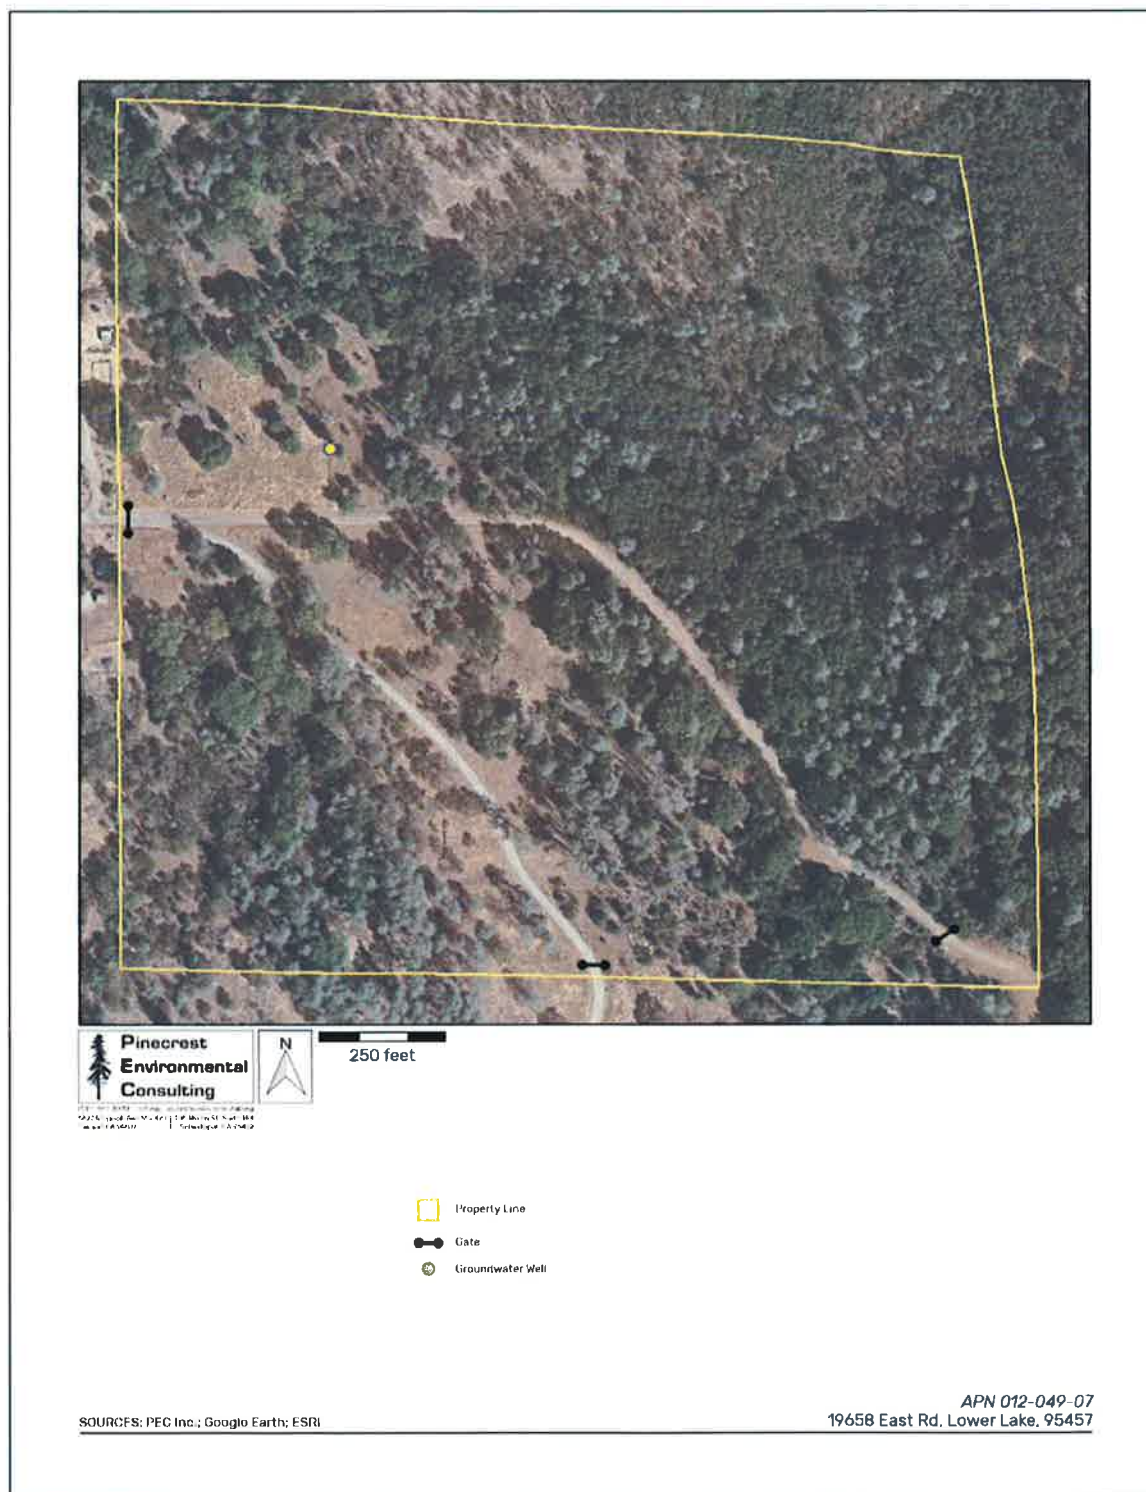 Pinecrest
Environmental
Consulting
N
250 feet
Property Line
Gate
Groundwater Well
APN 012-049-07
19658 East Rd, Lower Lake, 95457
SOURCES: PEC Inc.; Google Earth; ESRI